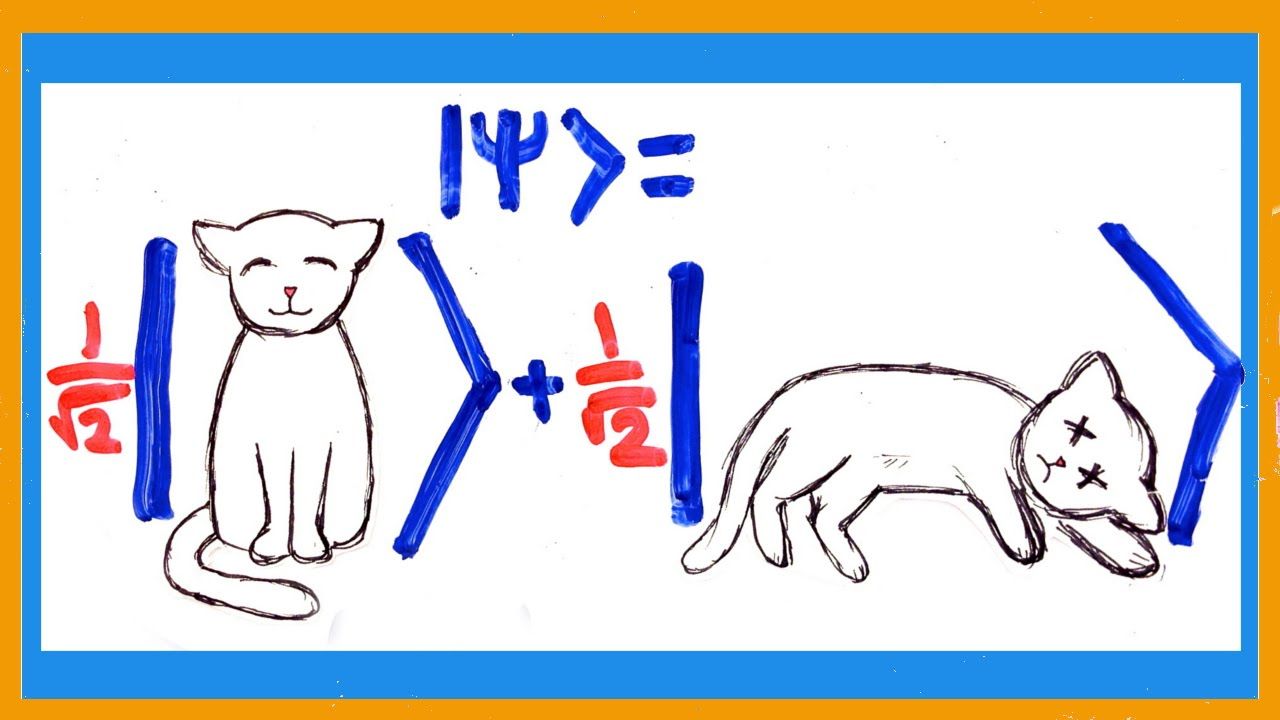 |Ψ⟩=
1/√2 | ⟩ + 1/√2 | ⟩